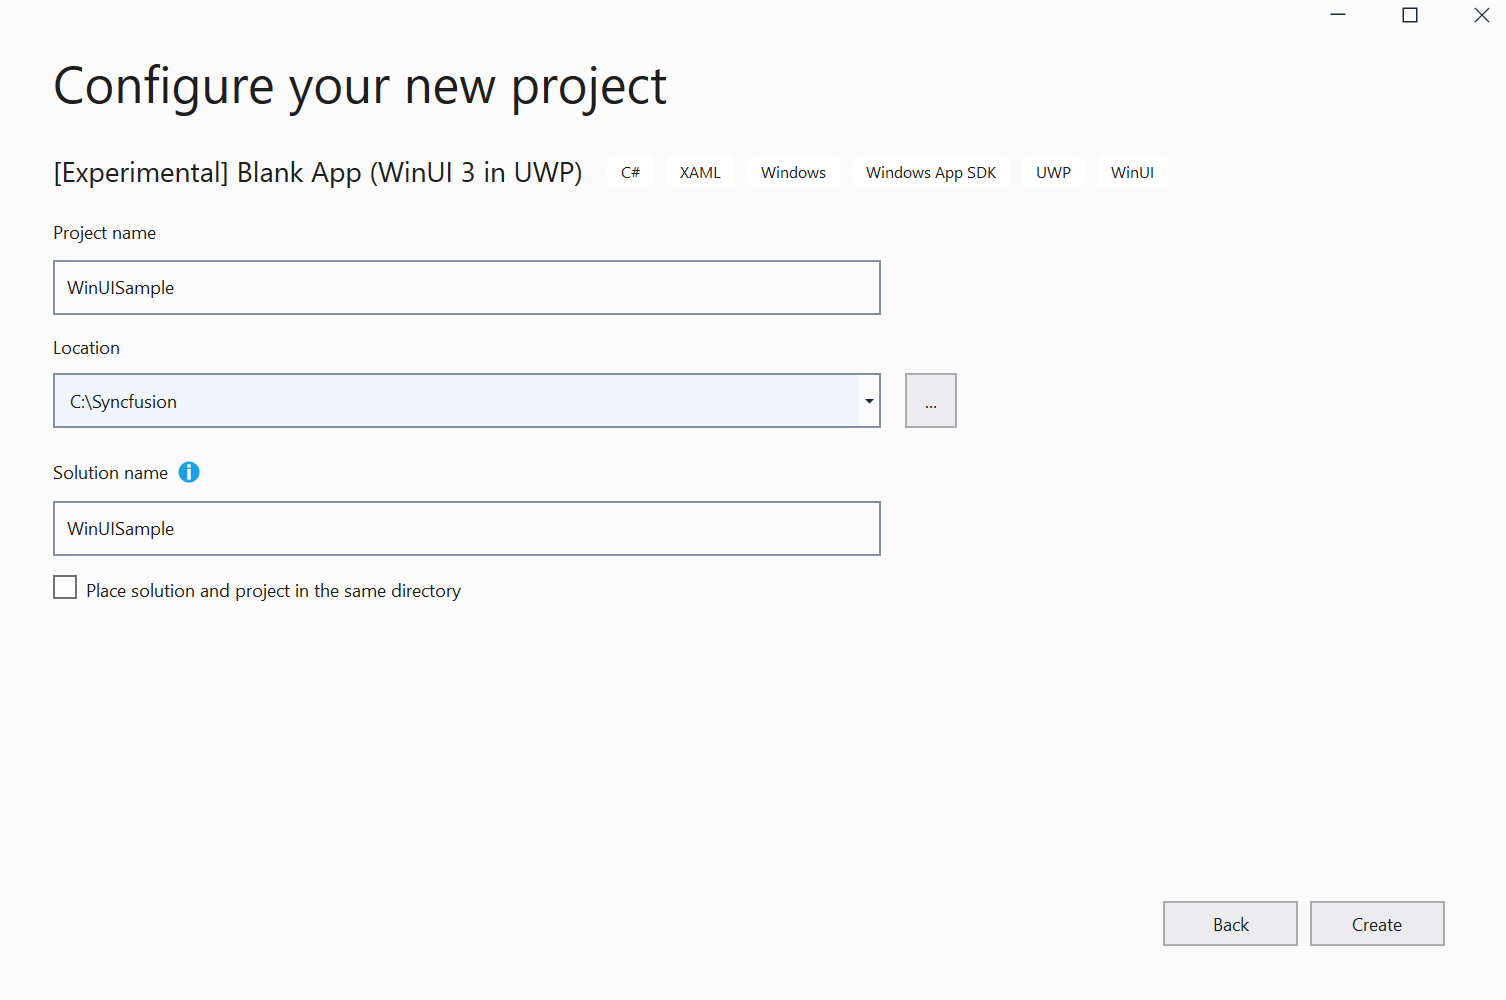 Configure your new project
[Experimental] Blank App (WinUI 3 in UWP) C# XAML Windows Windows App SDK UWP WinUI
Project name
WinUISample
Location
C:\Syncfusion
...
Solution name
WinUISample
Place solution and project in the same directory
Back Create